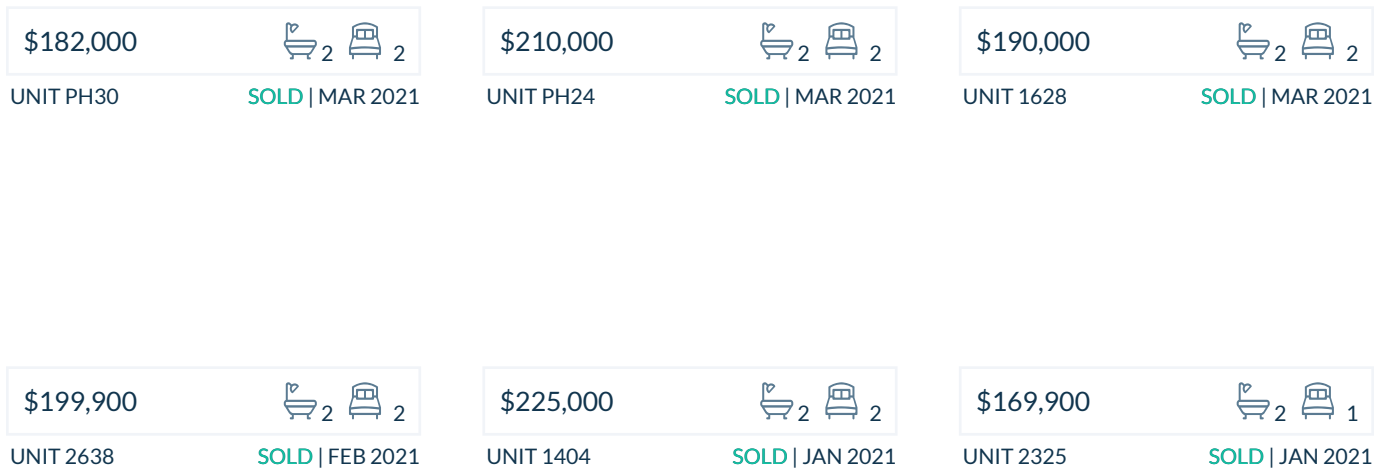 $182,000 2 2
UNIT PH30 SOLD | MAR 2021
$210,000 2 2
UNIT PH24 SOLD | MAR 2021
$190,000 2 2
UNIT 1628 SOLD | MAR 2021
$199,900 2 2
UNIT 2638 SOLD | FEB 2021
$225,000 2 2
UNIT 1404 SOLD | JAN 2021
$169,900 2 1
UNIT 2325 SOLD | JAN 2021